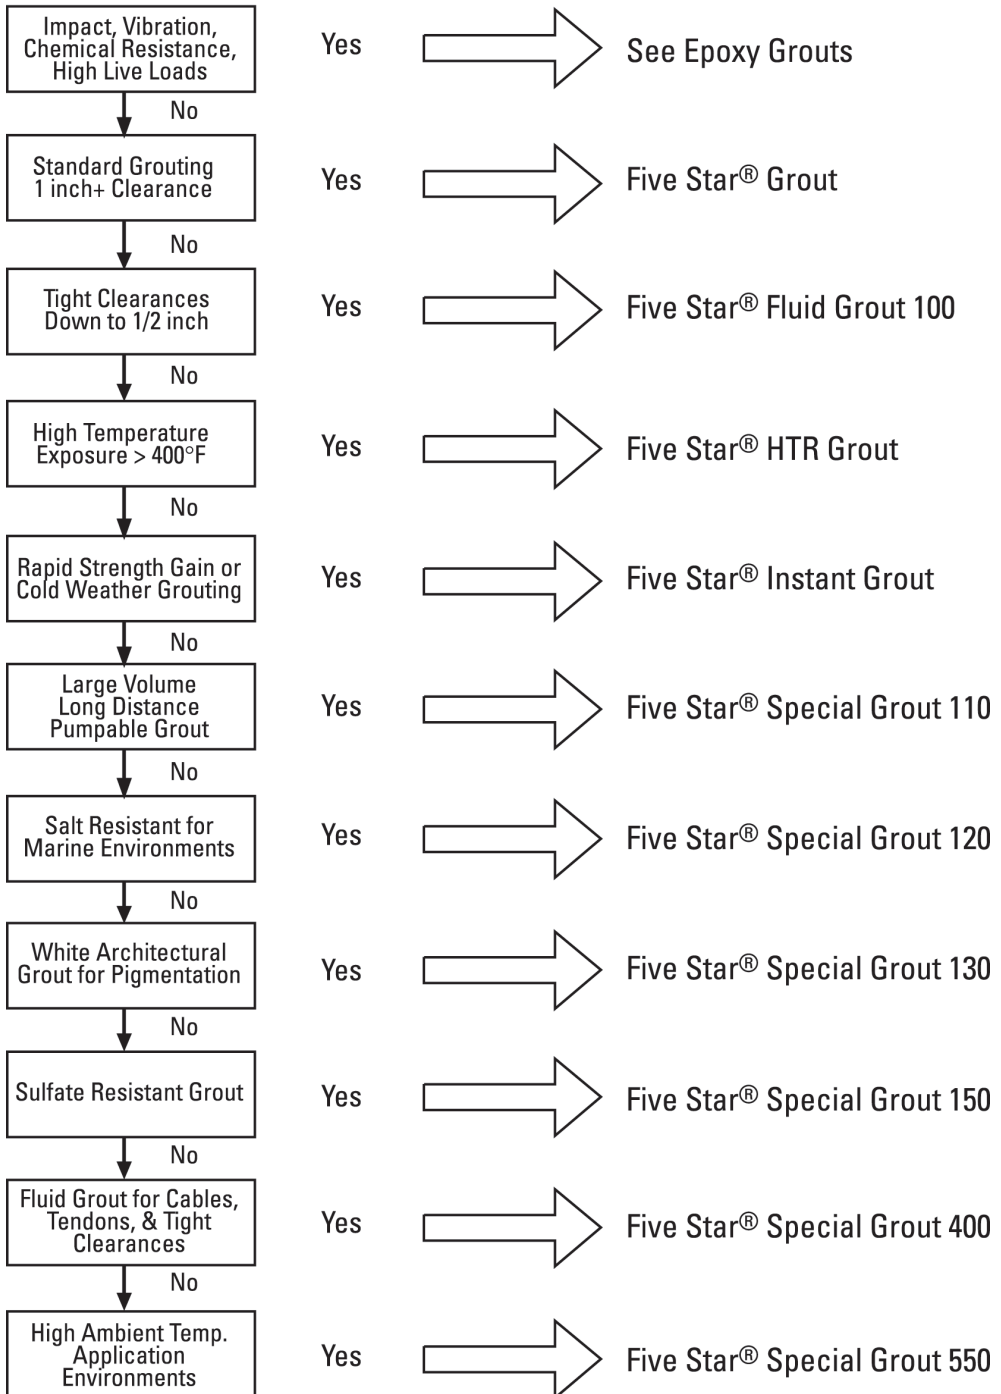 Impact, Vibration,
Chemical Resistance,
High Live Loads
Yes
See Epoxy Grouts
No
Standard Grouting
1 inch+ Clearance
Yes
Five Star® Grout
No
Tight Clearances
Down to 1/2 inch
Yes
Five Star® Fluid Grout 100
No
High Temperature
Exposure > 400°F
Yes
Five Star® HTR Grout
No
Rapid Strength Gain or
Cold Weather Grouting
Yes
Five Star® Instant Grout
No
Large Volume
Long Distance
Pumpable Grout
Yes
Five Star® Special Grout 110
No
Salt Resistant for
Marine Environments
Yes
Five Star® Special Grout 120
No
White Architectural
Grout for Pigmentation
Yes
Five Star® Special Grout 130
No
Sulfate Resistant Grout
Yes
Five Star® Special Grout 150
No
Fluid Grout for Cables,
Tendons, & Tight
Clearances
Yes
Five Star® Special Grout 400
No
High Ambient Temp.
Application
Environments
Yes
Five Star® Special Grout 550